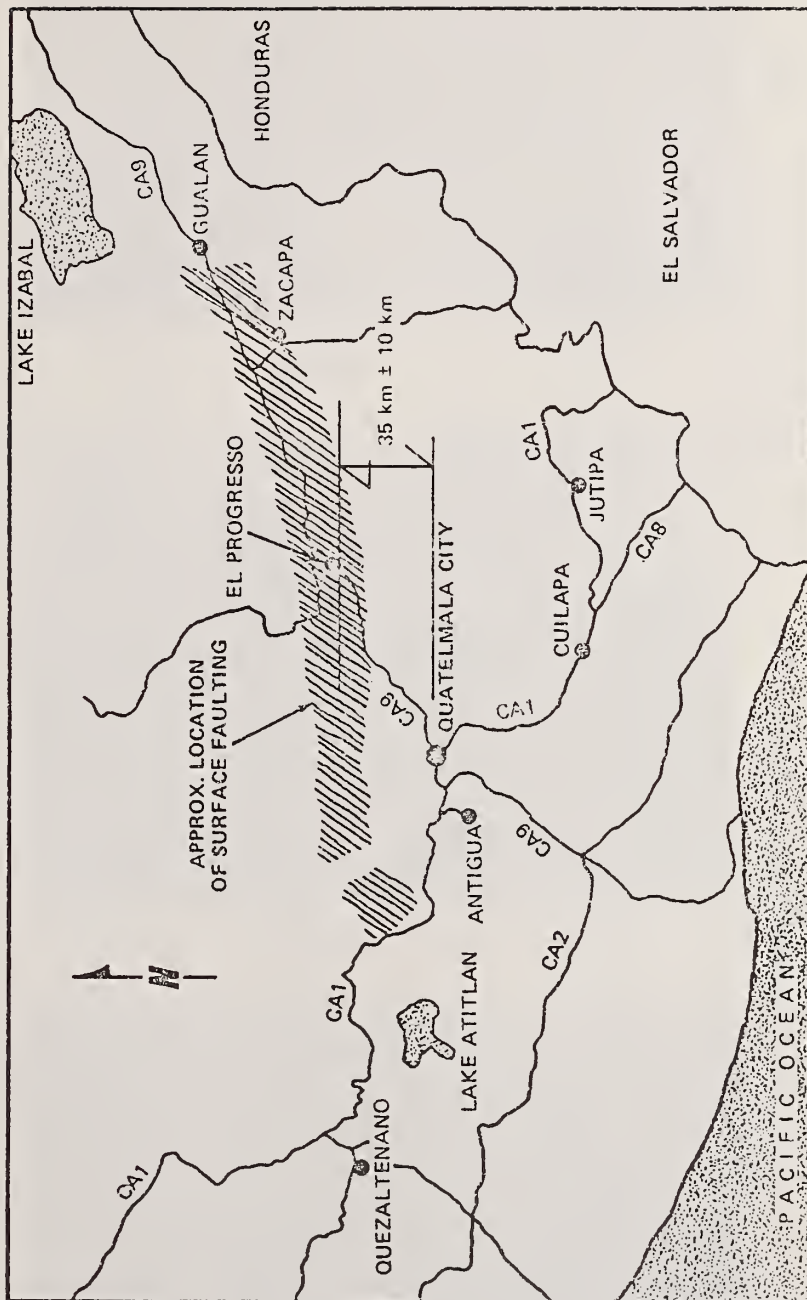 LAKE IZABAL
CA9
GUALAN
HONDURAS
ZACAPA
35 km ± 10 km
EL PROGRESSO
APPROX. LOCATION
OF SURFACE FAULTING
N
CA1
CA1
QUEZALTENANO
LAKE ATITLAN
ANTIGUA
CA9
QUATELMALA CITY
CA1
CA9
CA2
CUILAPA
JUTIPA
CA1
CA8
EL SALVADOR
PACIFIC OCEAN